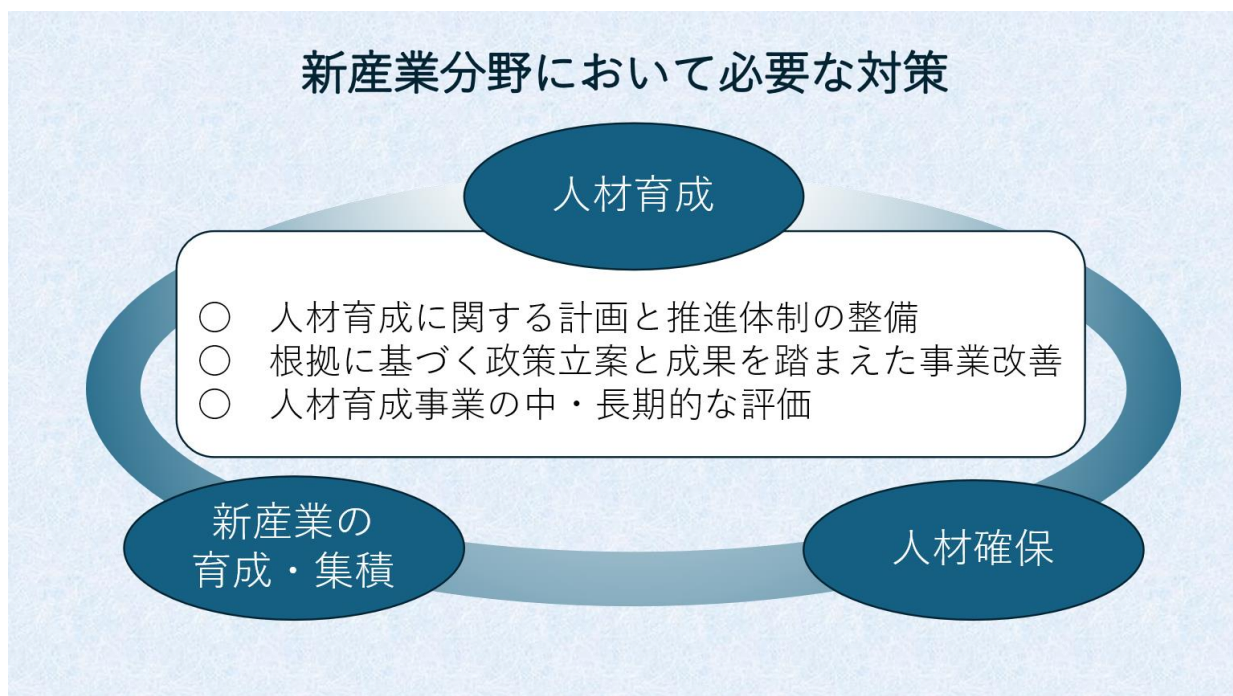 新産業分野において必要な対策
人材育成
○　人材育成に関する計画と推進体制の整備
○　根拠に基づく政策立案と成果を踏まえた事業改善
○　人材育成事業の中・長期的な評価
新産業の
育成・集積
人材確保